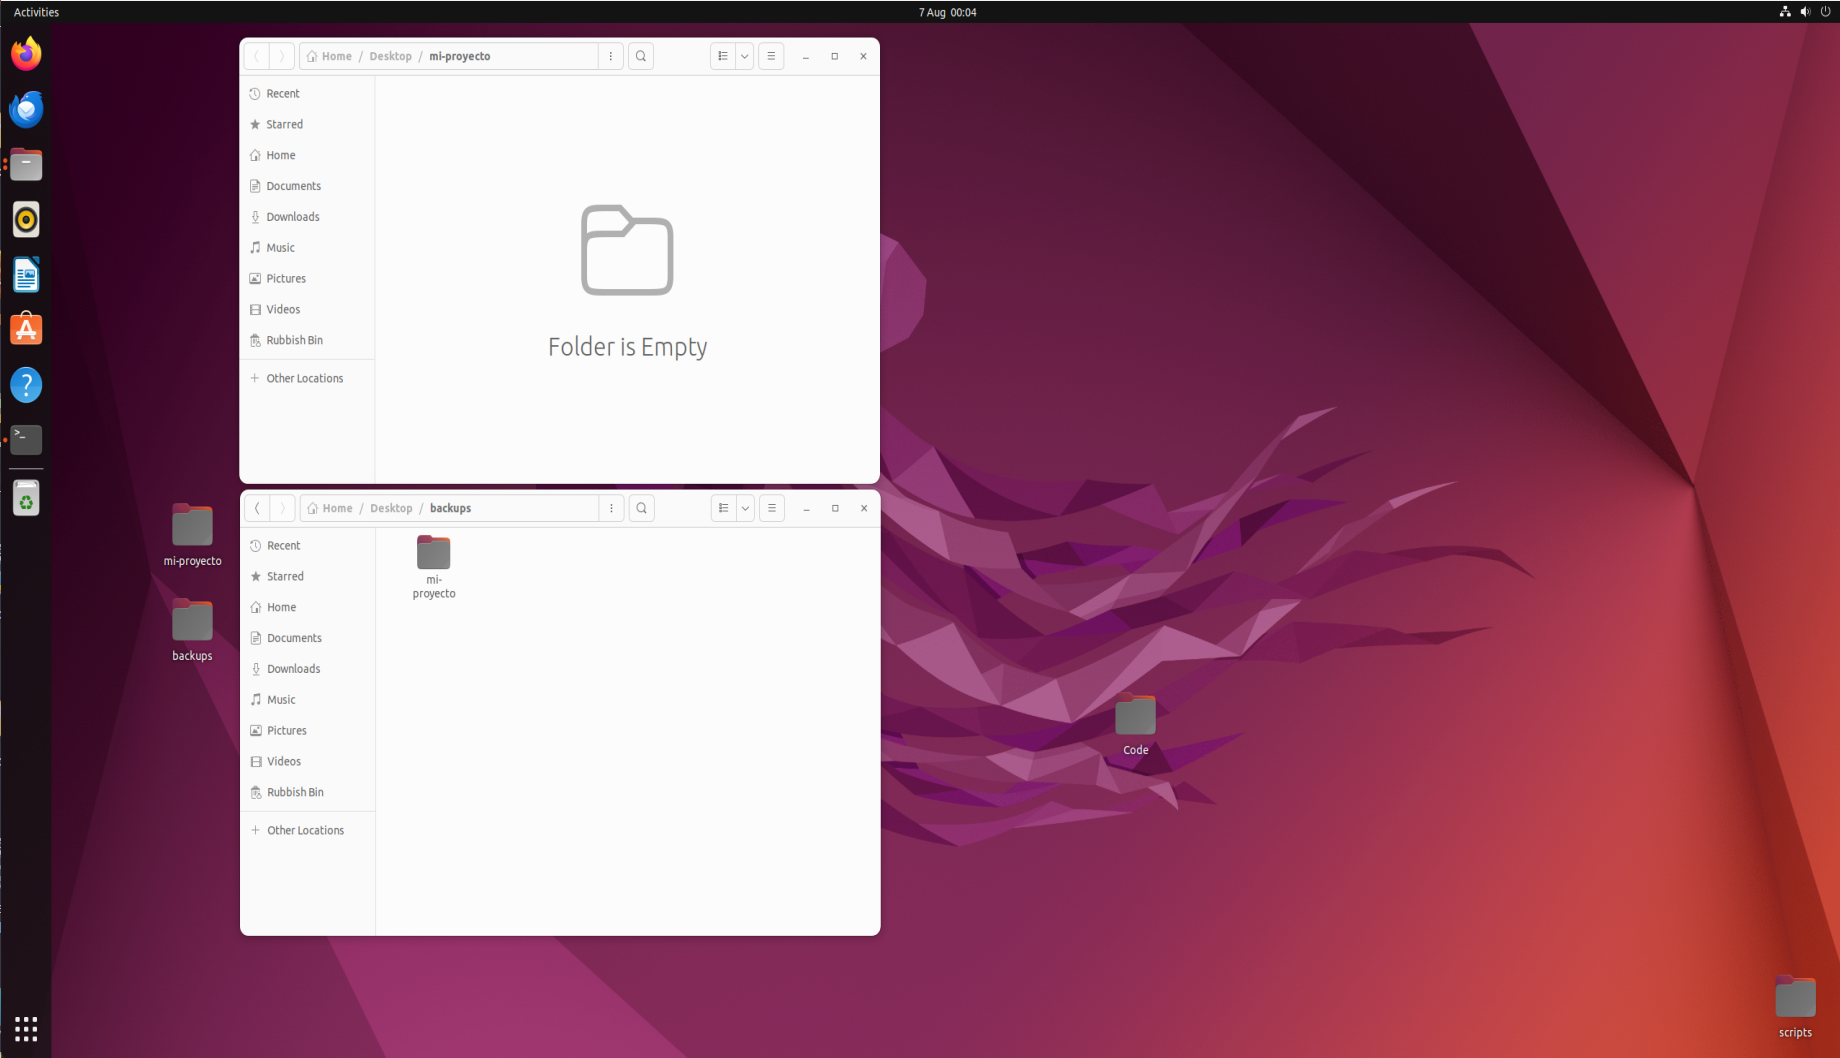 Activities
7 Aug 00:04
Home / Desktop / mi-proyecto
Recent
Starred
Home
Documents
Downloads
Music
Pictures
Videos
Rubbish Bin
Other Locations
Folder is Empty
Home / Desktop / backups
Recent
Starred
Home
Documents
Downloads
Music
Pictures
Videos
Rubbish Bin
Other Locations
mi-
proyecto
mi-proyecto
backups
Code
scripts